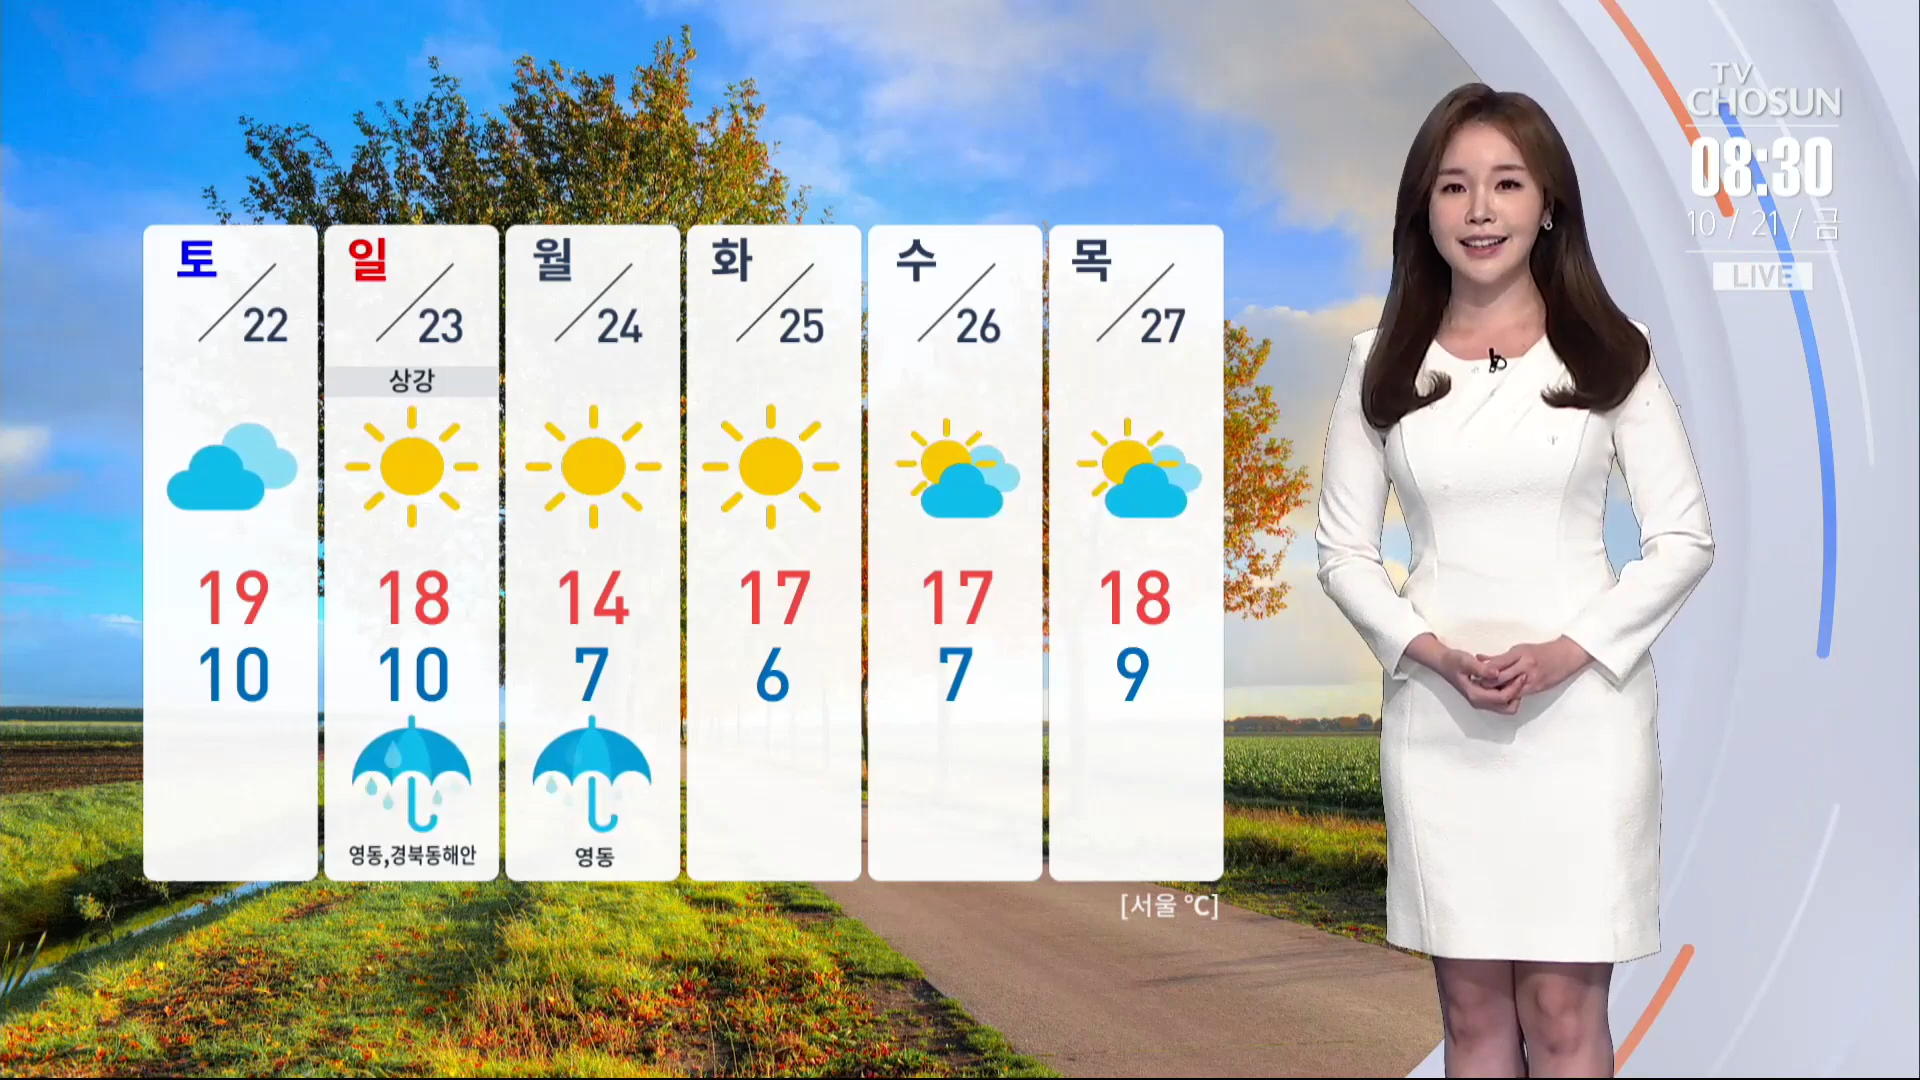 TV
CHOSUN
08:30
10 / 21 / 금
LIVE
토 / 22
19
10
일 / 23
상강
18
10
영동,경북동해안
월 / 24
14
7
영동
화 / 25
17
6
수 / 26
17
7
목 / 27
18
9
[서울 ℃]